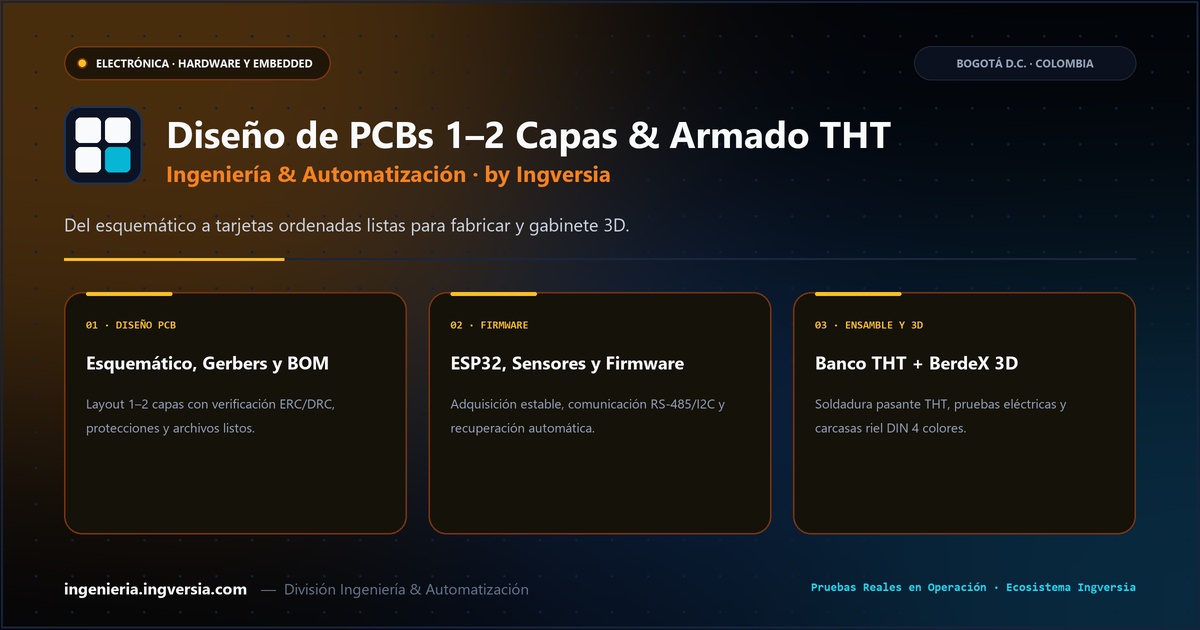 ELECTRÓNICA · HARDWARE Y EMBEDDED
BOGOTÁ D.C. · COLOMBIA
Diseño de PCBs 1–2 Capas & Armado THT
Ingeniería & Automatización · by Ingversia
Del esquemático a tarjetas ordenadas listas para fabricar y gabinete 3D.
01 · DISEÑO PCB
Esquemático, Gerbers y BOM
Layout 1–2 capas con verificación ERC/DRC,
protecciones y archivos listos.
02 · FIRMWARE
ESP32, Sensores y Firmware
Adquisición estable, comunicación RS-485/I2C y
recuperación automática.
03 · ENSAMBLE Y 3D
Banco THT + BerdeX 3D
Soldadura pasante THT, pruebas eléctricas y
carcasas riel DIN 4 colores.
ingenieria.ingversia.com — División Ingeniería & Automatización
Pruebas Reales en Operación · Ecosistema Ingversia